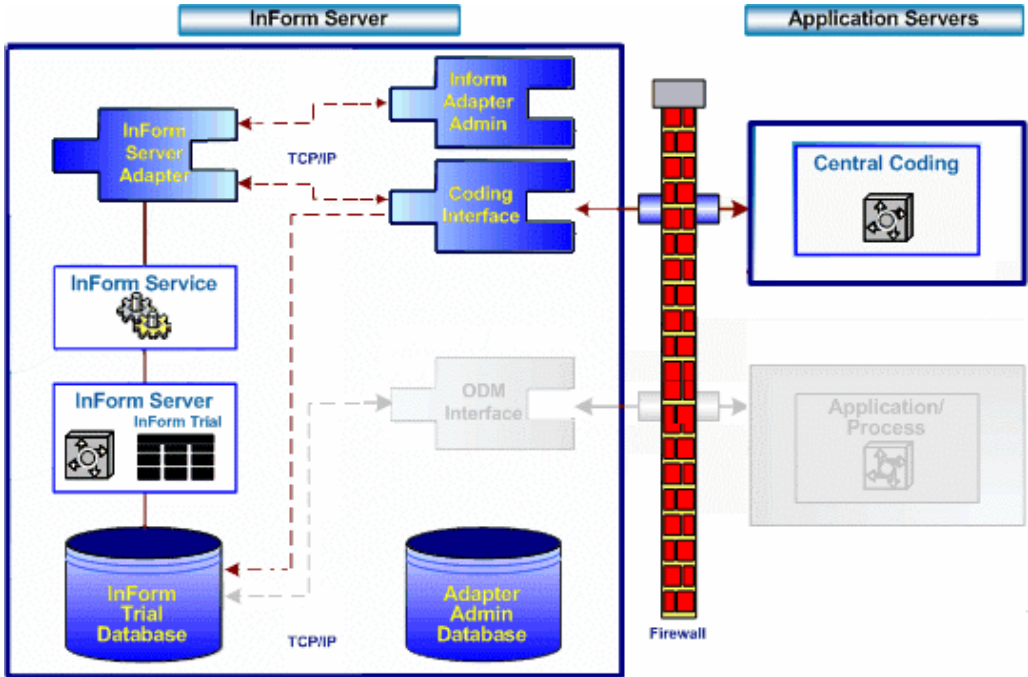 InForm Server
Application Servers
Inform
Adapter
Admin
InForm
Server
Adapter
TCP/IP
Coding
Interface
Central Coding
InForm Service
ODM
Interface
Application/
Process
InForm Server
InForm Trial
InForm
Trial
Database
Adapter
Admin
Database
TCP/IP
Firewall